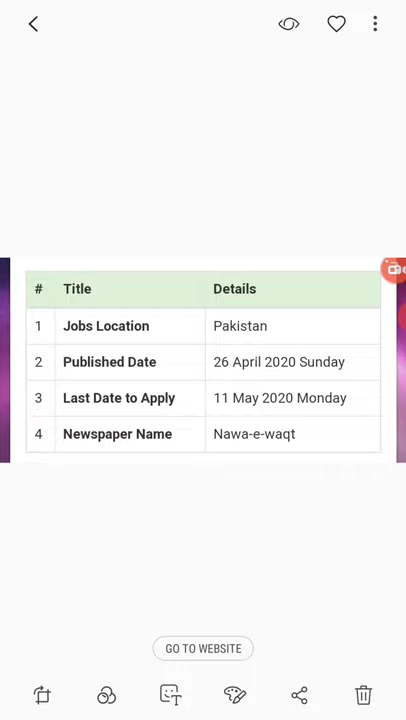 # Title Details
1 Jobs Location Pakistan
2 Published Date 26 April 2020 Sunday
3 Last Date to Apply 11 May 2020 Monday
4 Newspaper Name Nawa-e-waqt
GO TO WEBSITE